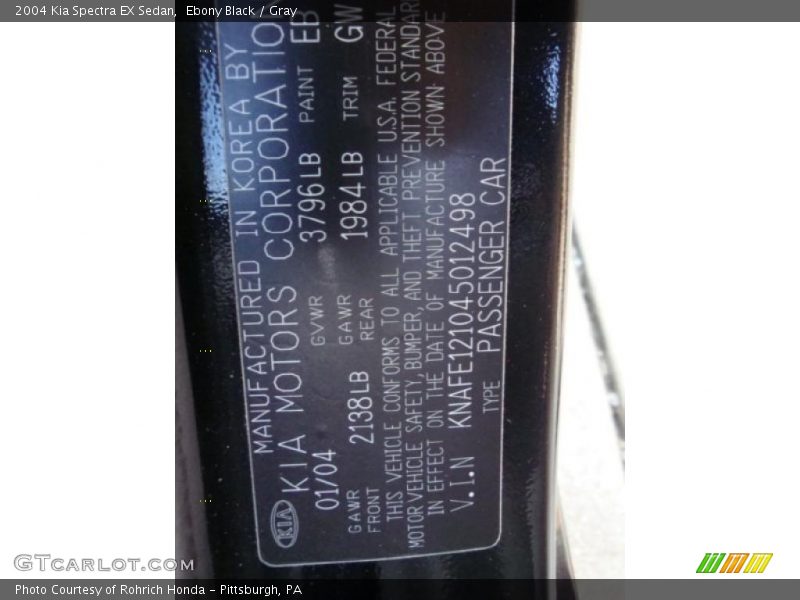 2004 Kia Spectra EX Sedan, Ebony Black / Gray
MANUFACTURED IN KOREA BY
KIA KIA MOTORS CORPORATIO
01/04 GVWR 3796LB PAINT EB
GAWR FRONT 2138LB GAWR REAR 1984LB TRIM GW
THIS VEHICLE CONFORMS TO ALL APPLICABLE U.S.A. FEDERAL
MOTOR VEHICLE SAFETY, BUMPER, AND THEFT PREVENTION STANDAR
IN EFFECT ON THE DATE OF MANUFACTURE SHOWN ABOVE
V.I.N KNAFE121045012498
TYPE PASSENGER CAR
GTcarlot.com
Photo Courtesy of Rohrich Honda - Pittsburgh, PA